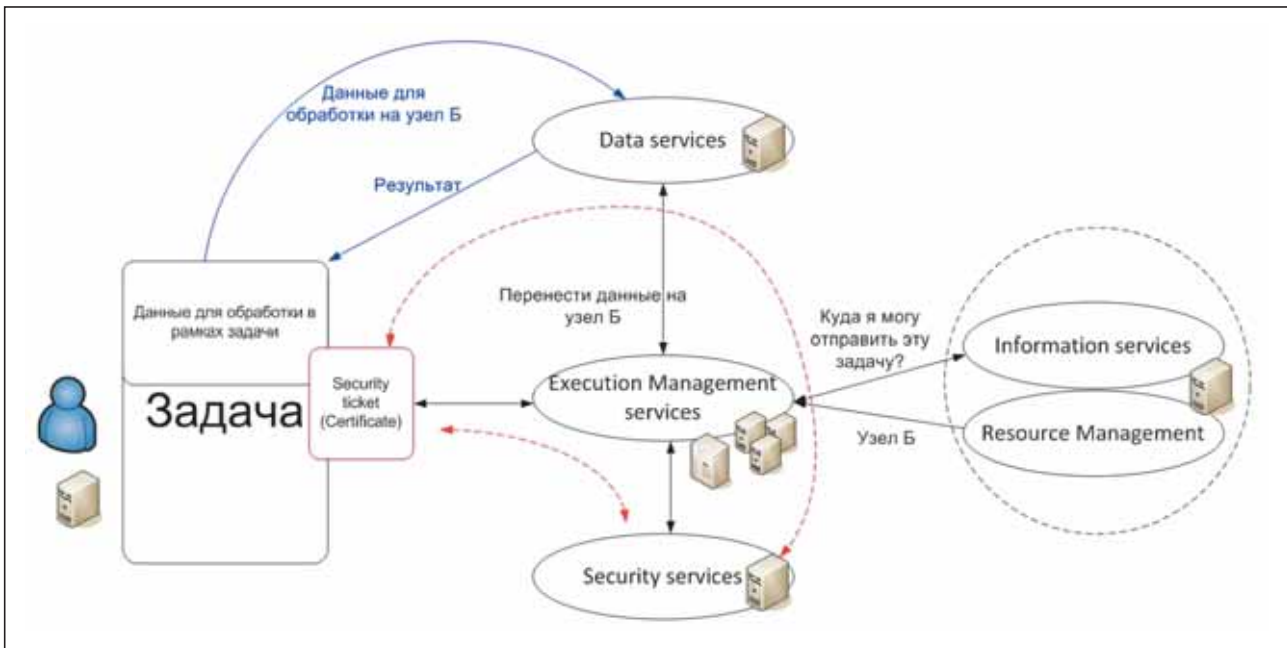 Данные для
обработки на узел Б
Data services
Результат
Данные для обработки в
рамках задачи
Перенести данные на
узел Б
Куда я могу
отправить эту
задачу?
Information services
Security
ticket
(Certificate)
Задача
Execution Management
services
Узел Б
Resource Management
Security services